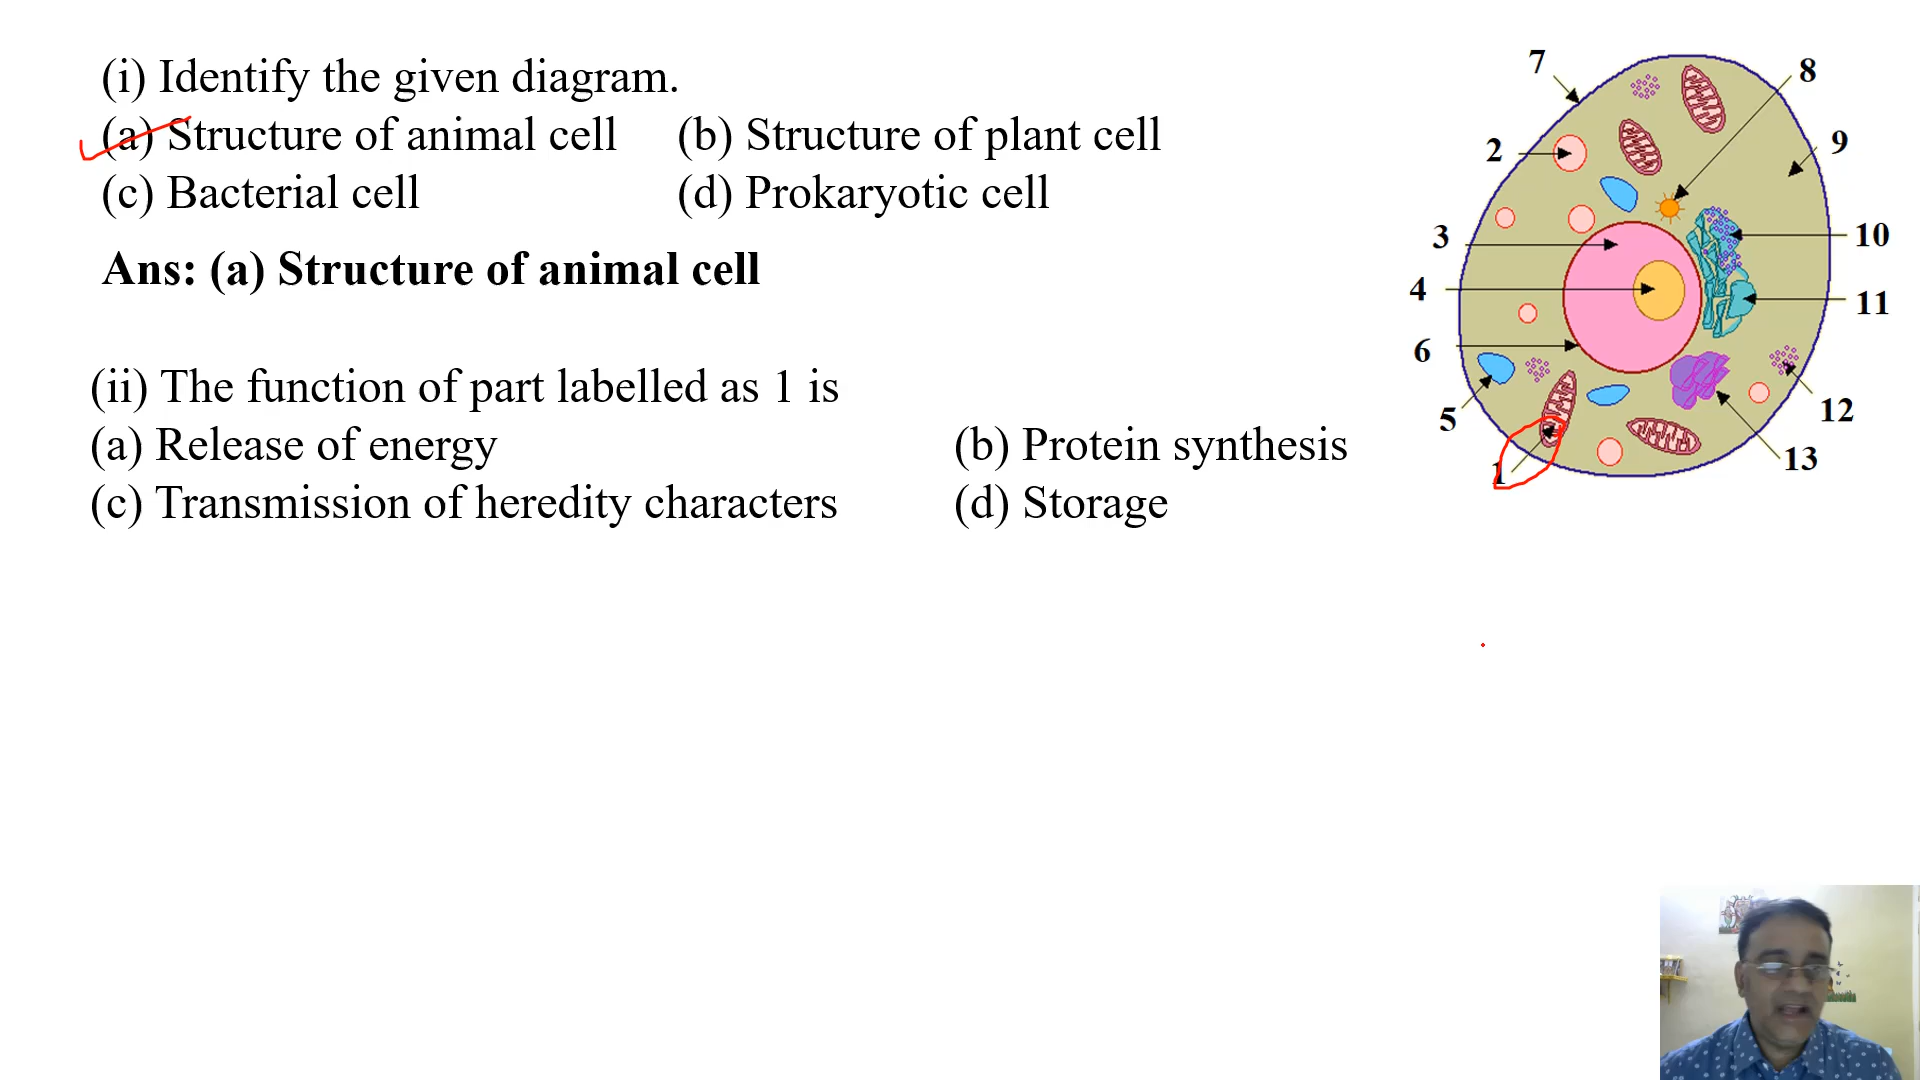 (i) Identify the given diagram.
(a) Structure of animal cell (b) Structure of plant cell
(c) Bacterial cell (d) Prokaryotic cell
Ans: (a) Structure of animal cell
(ii) The function of part labelled as 1 is
(a) Release of energy (b) Protein synthesis
(c) Transmission of heredity characters (d) Storage
7
8
2
9
3
10
4
11
6
5
12
1
13